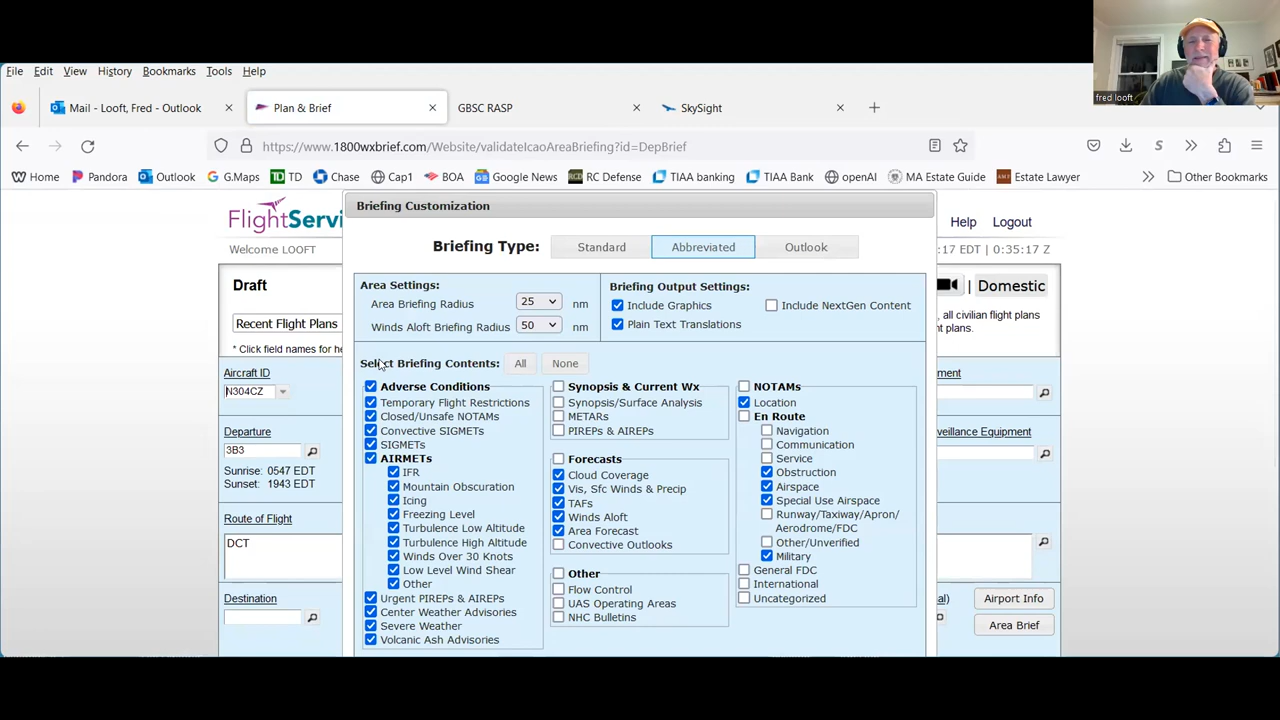 fred looft
File Edit View History Bookmarks Tools Help
Mail - Looft, Fred - Outlook
Plan & Brief
GBSC RASP
SkySight
https://www.1800wxbrief.com/Website/validateIcaoAreaBriefing?id=DepBrief
Home Pandora Outlook G.Maps TD Chase Cap1 BOA Google News RC Defense TIAA banking TIAA Bank openAI MA Estate Guide Estate Lawyer Other Bookmarks
FlightServi
Welcome LOOFT
Help Logout
:17 EDT | 0:35:17 Z
Draft
Domestic
Recent Flight Plans
, all civilian flight plans
t plans.
* Click field names for he
Aircraft ID
N304CZ
ment
Departure
3B3
veillance Equipment
Sunrise: 0547 EDT
Sunset: 1943 EDT
Route of Flight
DCT
Destination
al)
Airport Info
Area Brief
Briefing Customization
Briefing Type: Standard Abbreviated Outlook
Area Settings:
Area Briefing Radius 25 nm
Winds Aloft Briefing Radius 50 nm
Briefing Output Settings:
Include Graphics
Include NextGen Content
Plain Text Translations
Select Briefing Contents: All None
Adverse Conditions
Temporary Flight Restrictions
Closed/Unsafe NOTAMs
Convective SIGMETs
SIGMETs
AIRMETs
IFR
Mountain Obscuration
Icing
Freezing Level
Turbulence Low Altitude
Turbulence High Altitude
Winds Over 30 Knots
Low Level Wind Shear
Other
Urgent PIREPs & AIREPs
Center Weather Advisories
Severe Weather
Volcanic Ash Advisories
Synopsis & Current Wx
Synopsis/Surface Analysis
METARs
PIREPs & AIREPs
Forecasts
Cloud Coverage
Vis, Sfc Winds & Precip
TAFs
Winds Aloft
Area Forecast
Convective Outlooks
Other
Flow Control
UAS Operating Areas
NHC Bulletins
NOTAMs
Location
En Route
Navigation
Communication
Service
Obstruction
Airspace
Special Use Airspace
Runway/Taxiway/Apron/
Aerodrome/FDC
Other/Unverified
Military
General FDC
International
Uncategorized